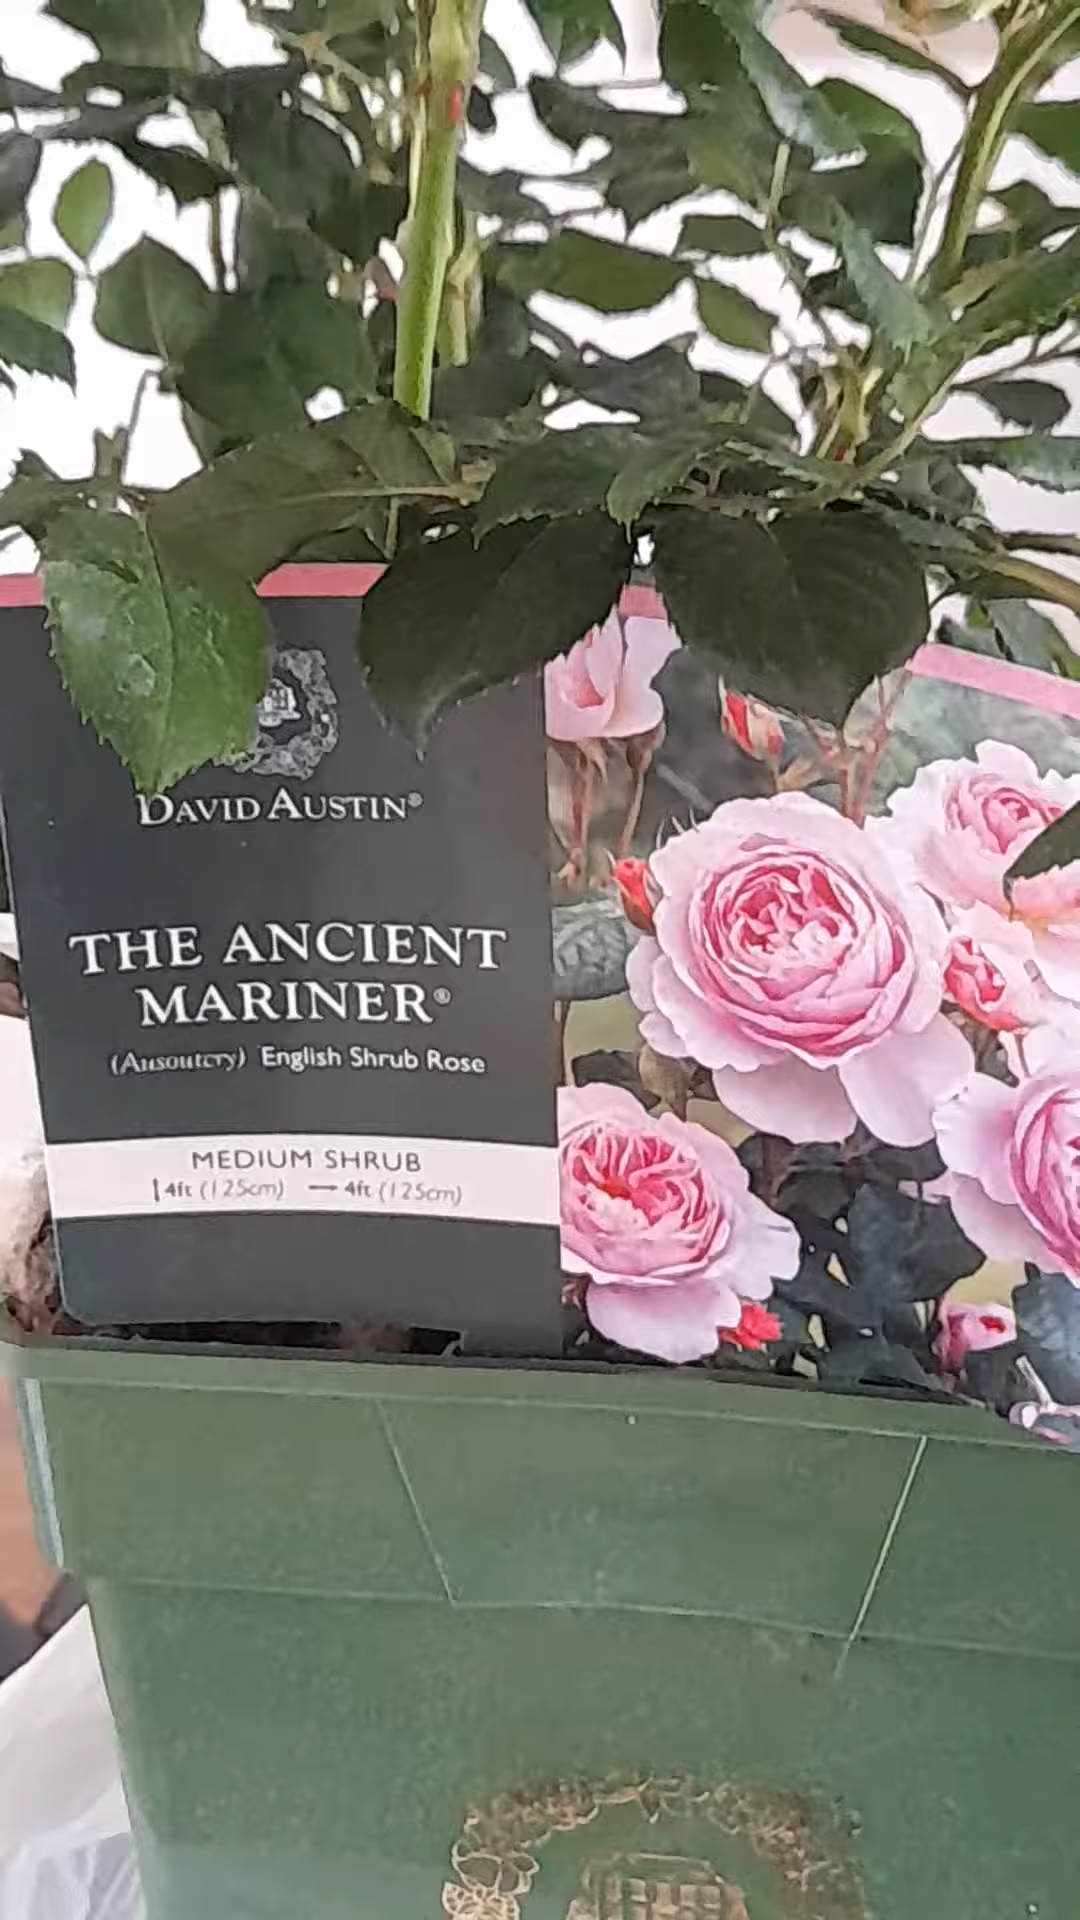 DAVID AUSTIN®
THE ANCIENT
MARINER®
(Ausoutcry) English Shrub Rose
MEDIUM SHRUB
4ft (125cm) 4ft (125cm)